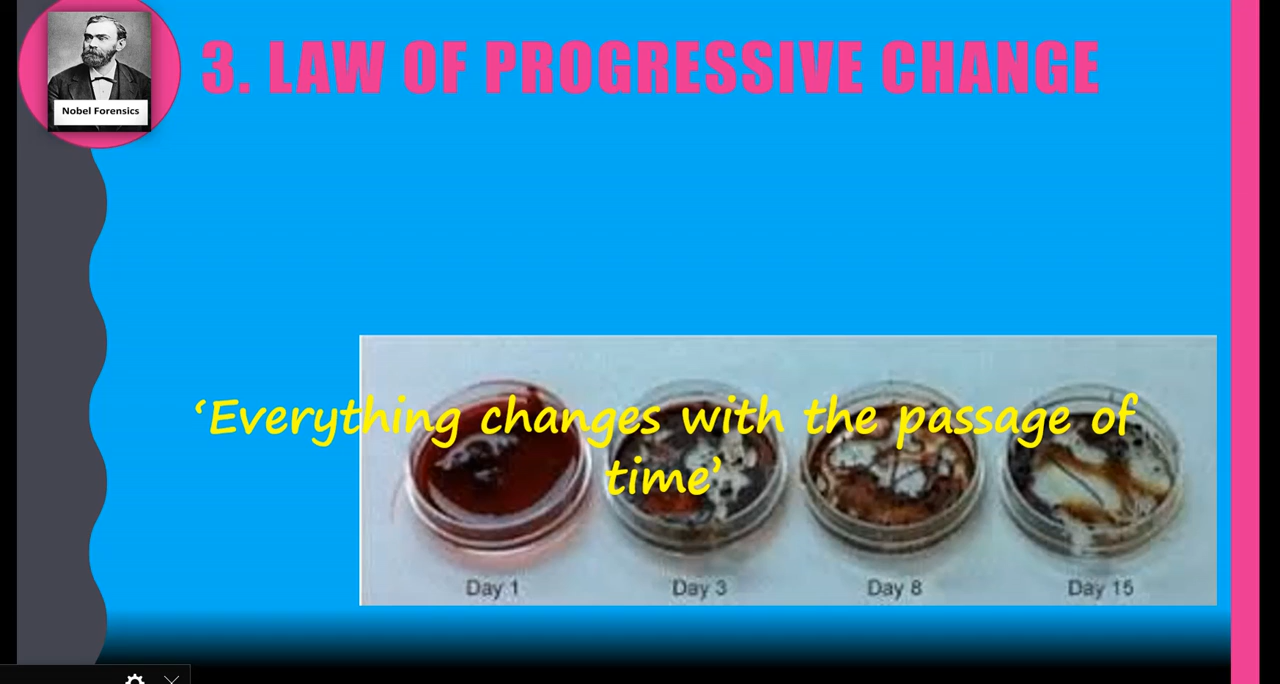 Nobel Forensics
3. LAW OF PROGRESSIVE CHANGE
‘Everything changes with the passage of
time’
Day 1 Day 3 Day 8 Day 15